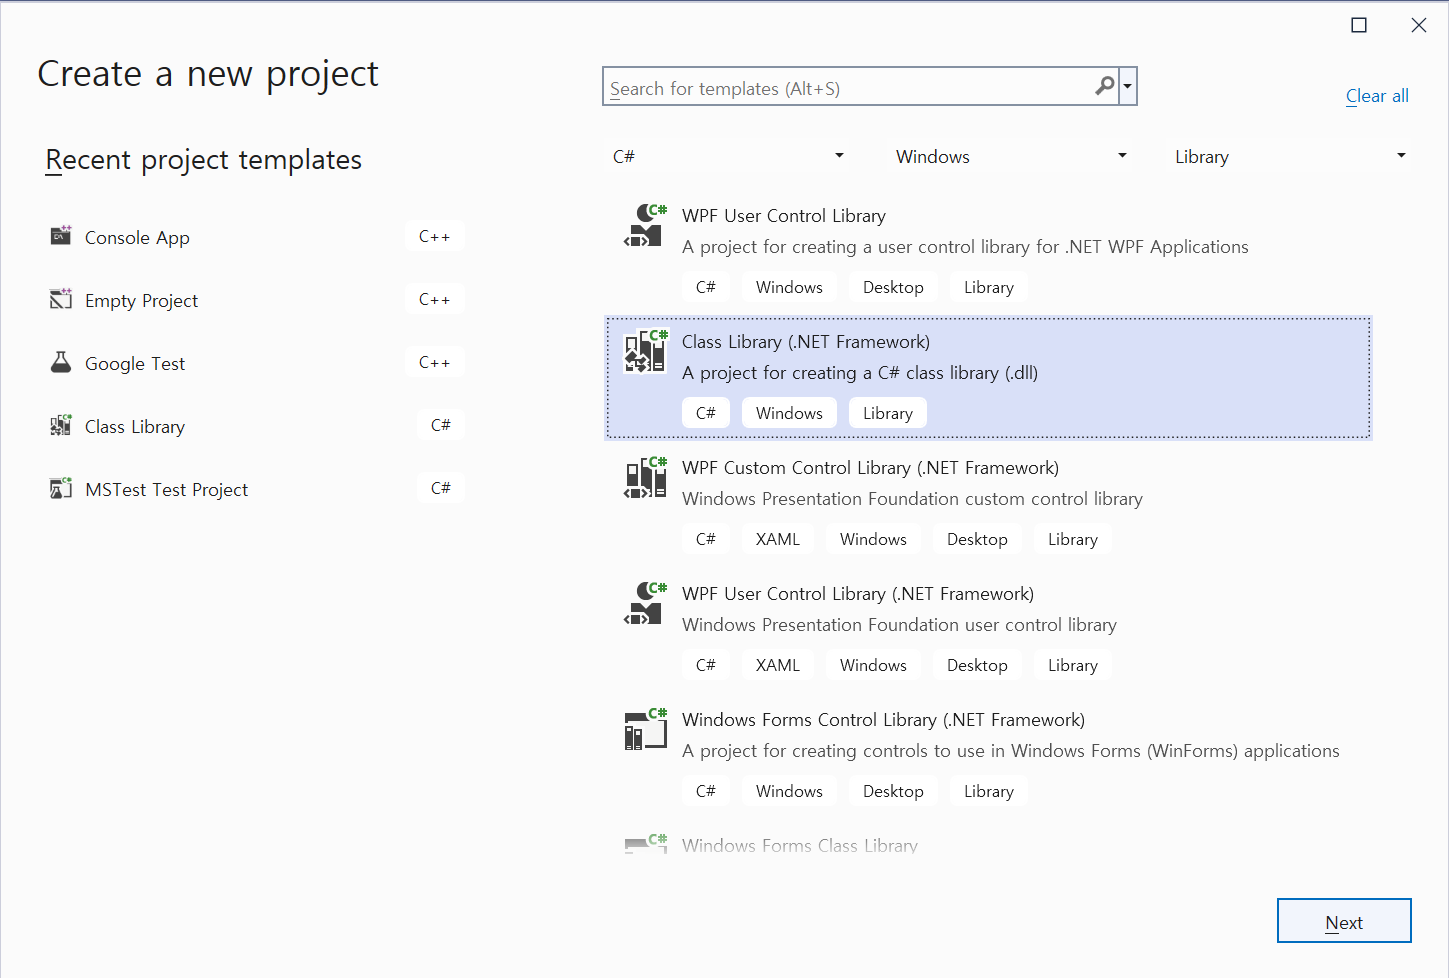 Create a new project
Search for templates (Alt+S)
Clear all
Recent project templates
C#
Windows
Library
Console App
C++
Empty Project
C++
Google Test
C++
Class Library
C#
MSTest Test Project
C#
WPF User Control Library
A project for creating a user control library for .NET WPF Applications
C# Windows Desktop Library
Class Library (.NET Framework)
A project for creating a C# class library (.dll)
C# Windows Library
WPF Custom Control Library (.NET Framework)
Windows Presentation Foundation custom control library
C# XAML Windows Desktop Library
WPF User Control Library (.NET Framework)
Windows Presentation Foundation user control library
C# XAML Windows Desktop Library
Windows Forms Control Library (.NET Framework)
A project for creating controls to use in Windows Forms (WinForms) applications
C# Windows Desktop Library
Windows Forms Class Library
Next